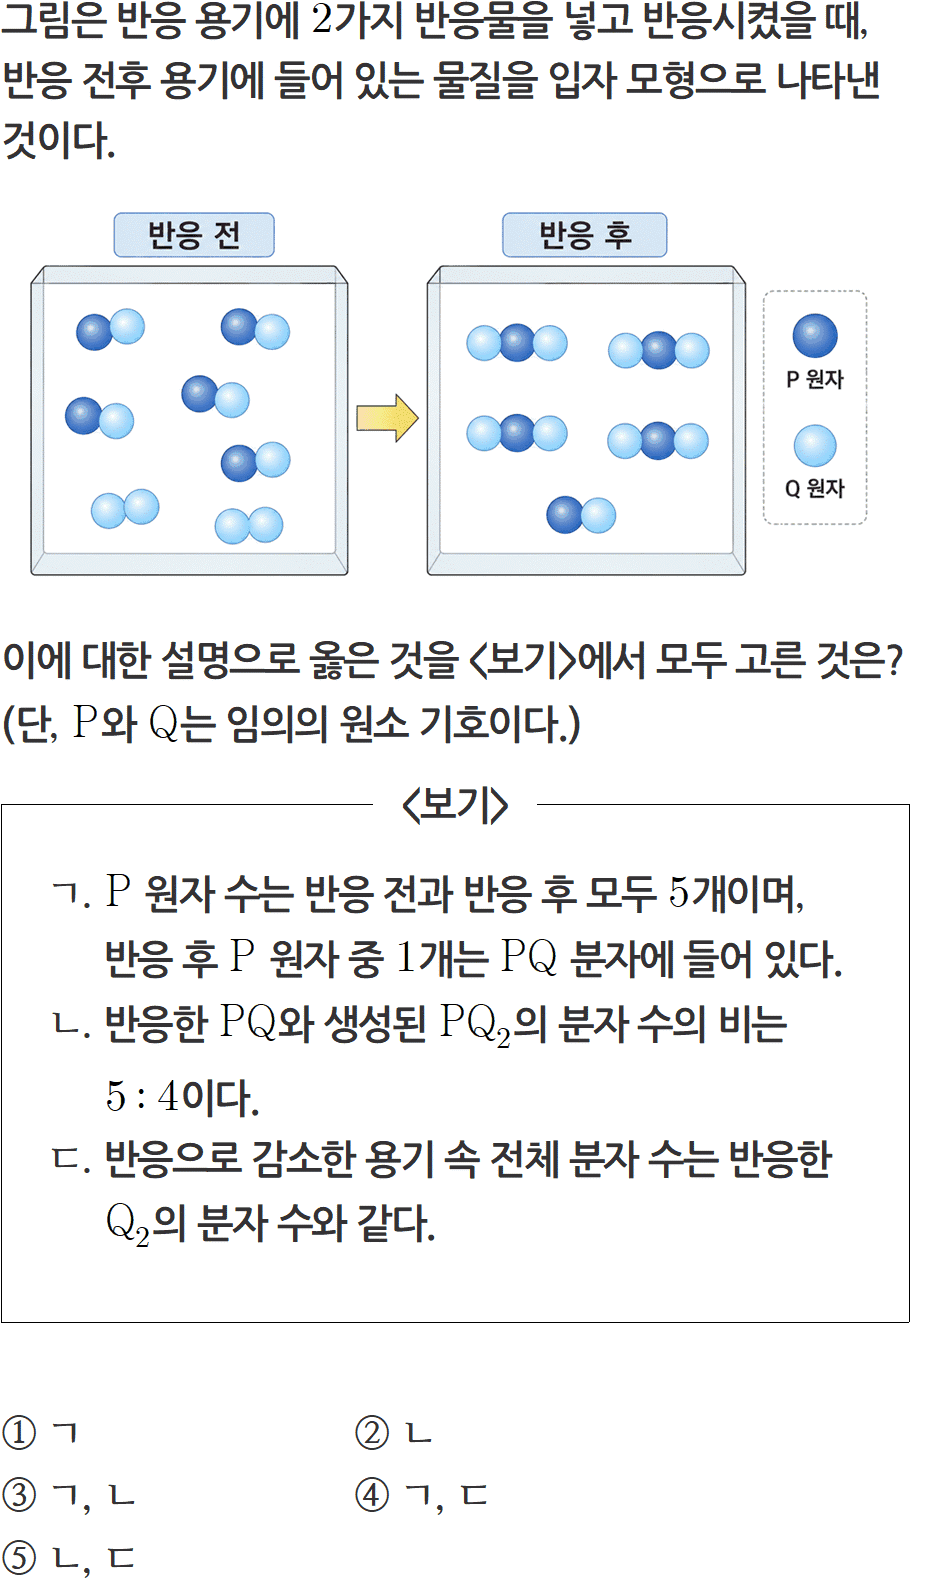 그림은 반응 용기에 2가지 반응물을 넣고 반응시켰을 때,
반응 전후 용기에 들어 있는 물질을 입자 모형으로 나타낸
것이다.
반응 전
반응 후
P 원자
Q 원자
이에 대한 설명으로 옳은 것을 <보기>에서 모두 고른 것은?
(단, P와 Q는 임의의 원소 기호이다.)
<보기>
ㄱ. P 원자 수는 반응 전과 반응 후 모두 5개이며,
반응 후 P 원자 중 1개는 PQ 분자에 들어 있다.
ㄴ. 반응한 PQ와 생성된 PQ₂의 분자 수의 비는
5 : 4이다.
ㄷ. 반응으로 감소한 용기 속 전체 분자 수는 반응한
Q₂의 분자 수와 같다.
① ㄱ ② ㄴ
③ ㄱ, ㄴ ④ ㄱ, ㄷ
⑤ ㄴ, ㄷ